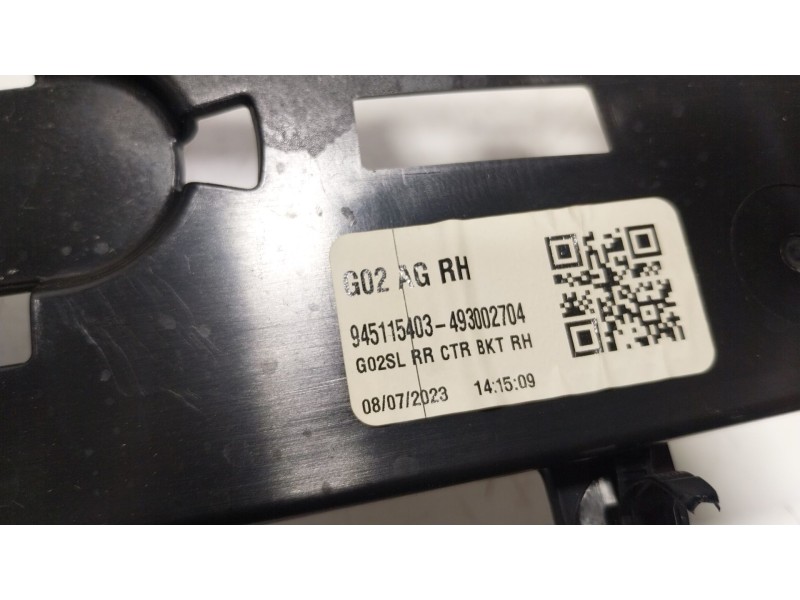 G02 AG RH
945115403-493002704
G02SL RR CTR BKT RH
08/07/2023 14:15:09